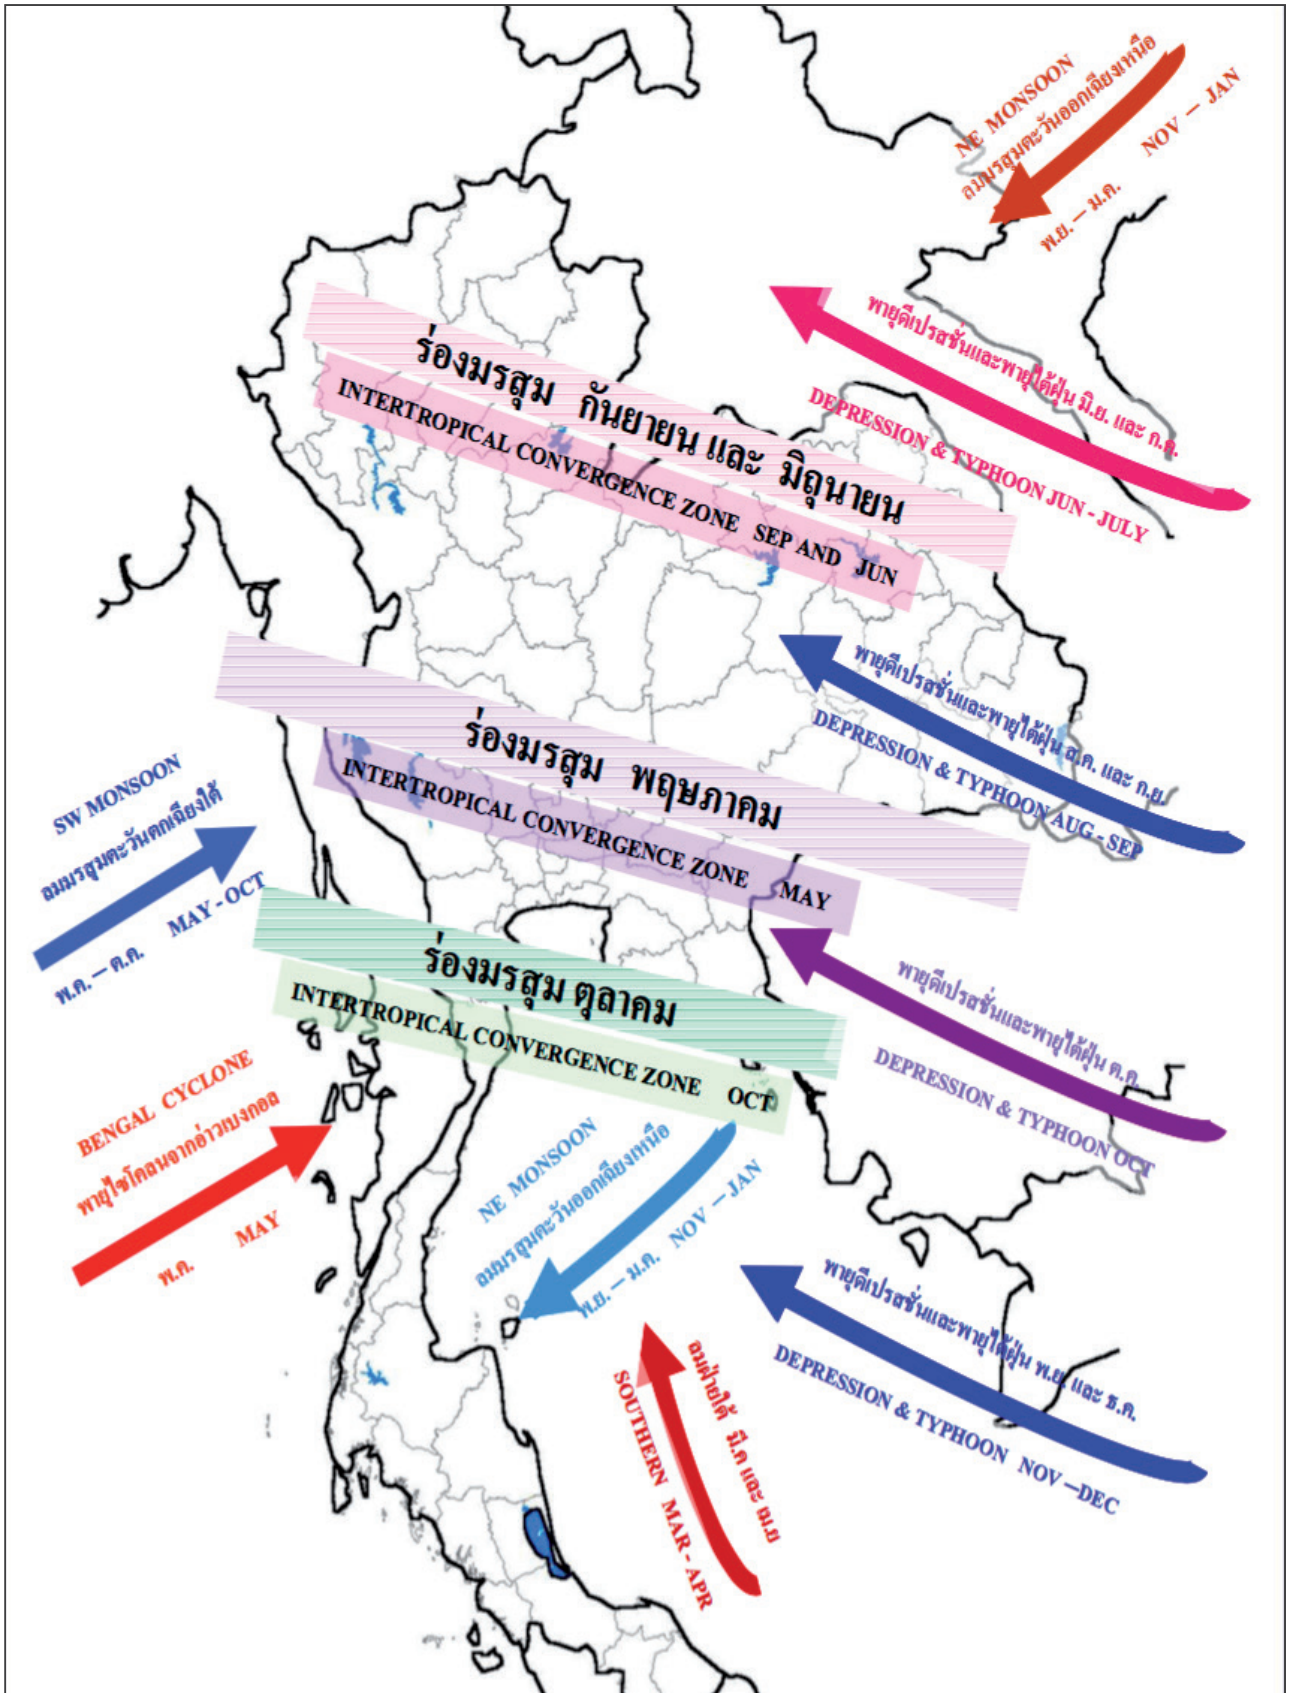 NE MONSOON
ลมมรสุมตะวันออกเฉียงเหนือ
พ.ย. – ม.ค. NOV – JAN
พายุดีเปรสชั่นและพายุไต้ฝุ่น มิ.ย. และ ก.ค.
DEPRESSION & TYPHOON JUN - JULY
ร่องมรสุม กันยายน และ มิถุนายน
INTERTROPICAL CONVERGENCE ZONE SEP AND JUN
พายุดีเปรสชั่นและพายุไต้ฝุ่น ส.ค. และ ก.ย.
DEPRESSION & TYPHOON AUG - SEP
ร่องมรสุม พฤษภาคม
INTERTROPICAL CONVERGENCE ZONE MAY
SW MONSOON
ลมมรสุมตะวันตกเฉียงใต้
พ.ค. – ต.ค. MAY - OCT
ร่องมรสุม ตุลาคม
INTERTROPICAL CONVERGENCE ZONE OCT
พายุดีเปรสชั่นและพายุไต้ฝุ่น ต.ค.
DEPRESSION & TYPHOON OCT
BENGAL CYCLONE
พายุไซโคลนจากอ่าวเบงกอล
พ.ค. MAY
NE MONSOON
ลมมรสุมตะวันออกเฉียงเหนือ
พ.ย. – ม.ค. NOV – JAN
พายุดีเปรสชั่นและพายุไต้ฝุ่น พ.ย. และ ธ.ค.
DEPRESSION & TYPHOON NOV –DEC
ลมฝ่ายใต้ มี.ค และ เม.ย
SOUTHERN MAR - APR